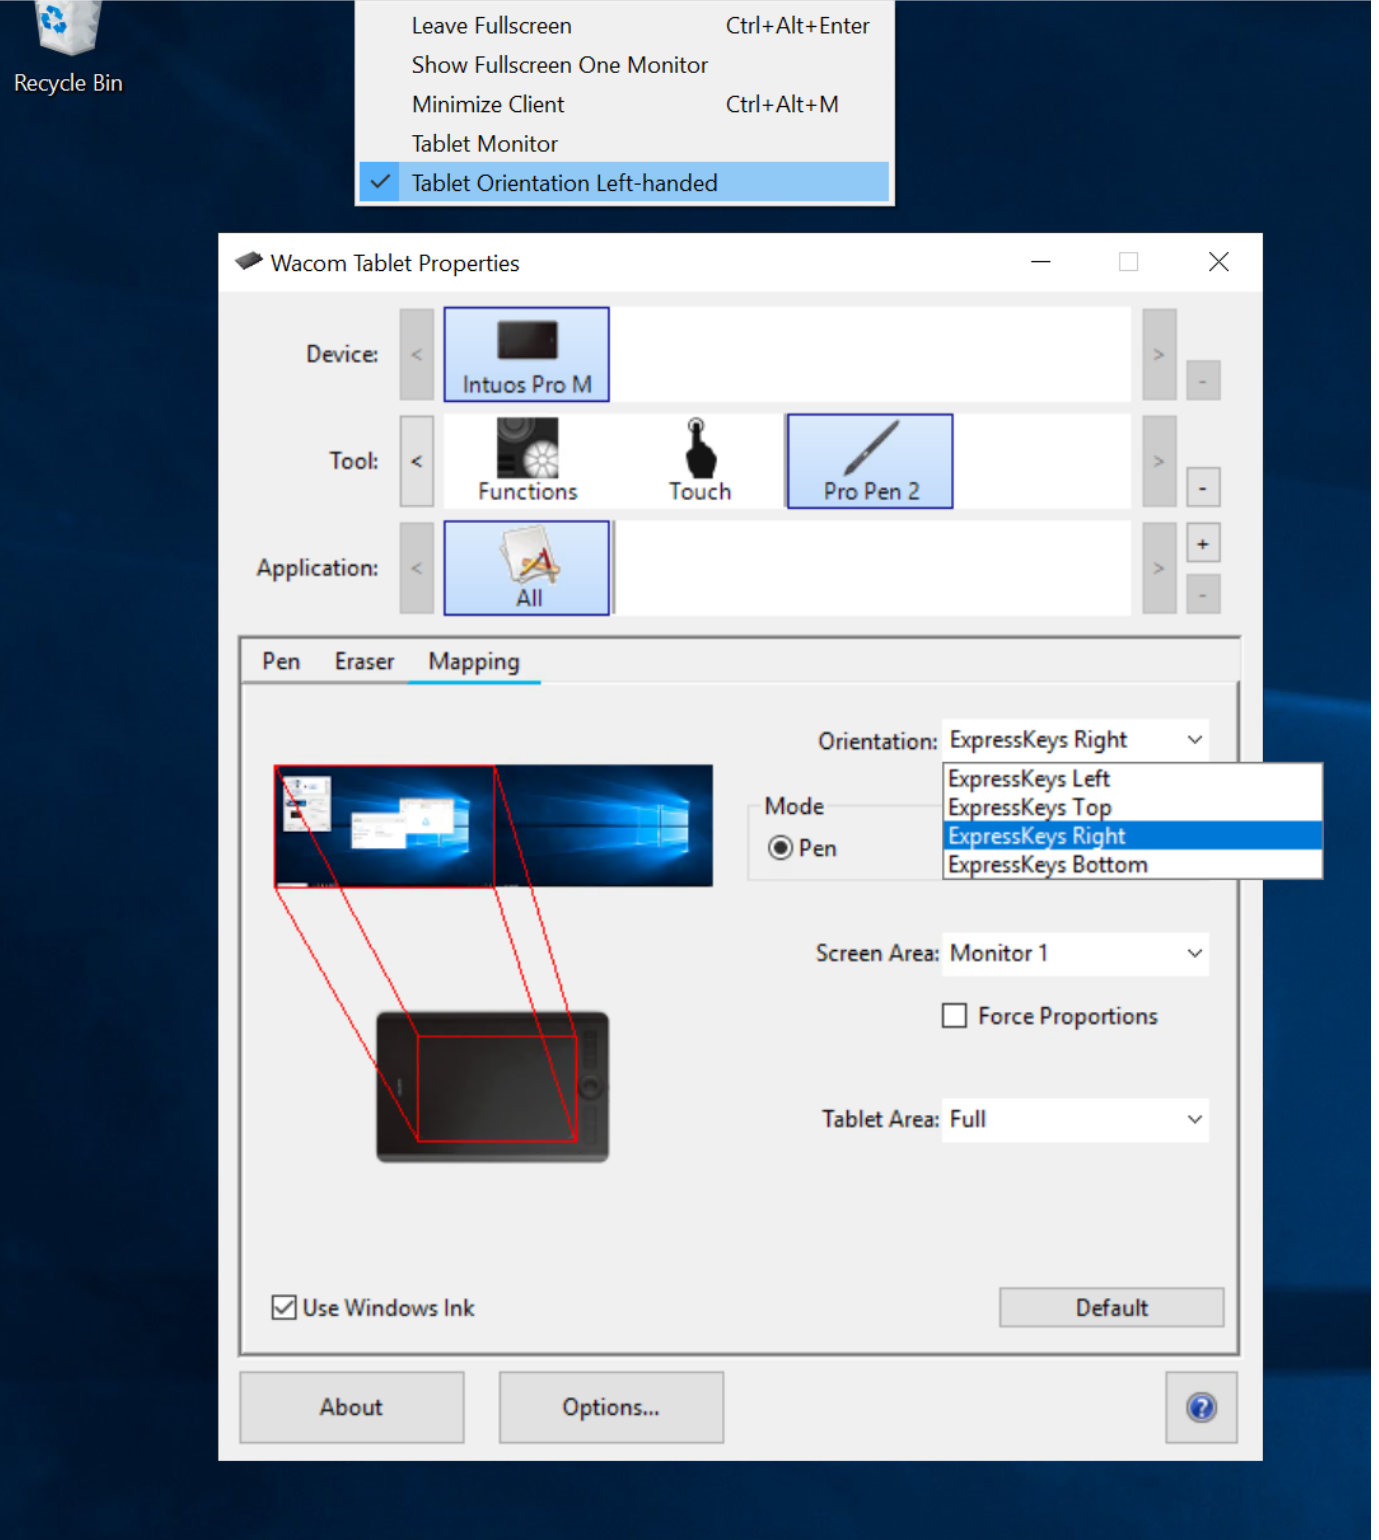 Leave Fullscreen Ctrl+Alt+Enter
Show Fullscreen One Monitor
Minimize Client Ctrl+Alt+M
Tablet Monitor
Tablet Orientation Left-handed
Recycle Bin
Wacom Tablet Properties
Device: < Intuos Pro M > -
Tool: < Functions Touch Pro Pen 2 > -
Application: < All > + -
Pen Eraser Mapping
Orientation: ExpressKeys Right
ExpressKeys Left
ExpressKeys Top
ExpressKeys Right
ExpressKeys Bottom
Mode
Pen
Screen Area: Monitor 1
Force Proportions
Tablet Area: Full
Use Windows Ink
Default
About Options... ?